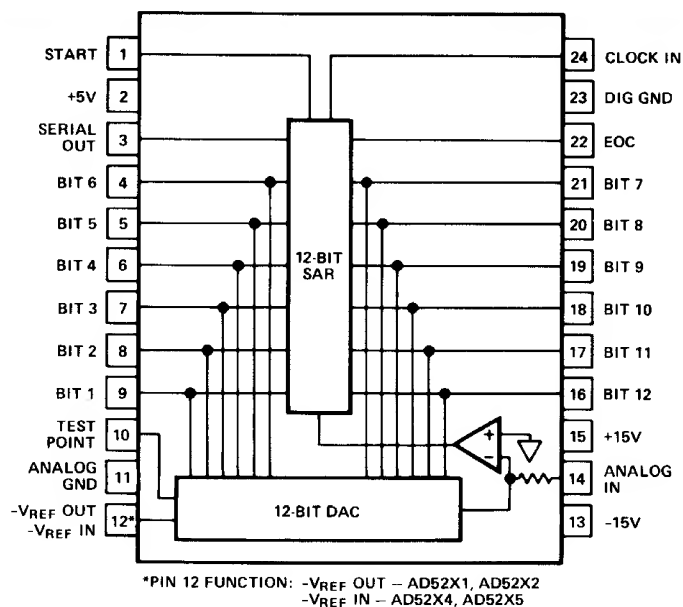 START 1
+5V 2
SERIAL
OUT 3
BIT 6 4
BIT 5 5
BIT 4 6
BIT 3 7
BIT 2 8
BIT 1 9
TEST
POINT 10
ANALOG
GND 11
-VREF OUT
-VREF IN 12*
12-BIT
SAR
12-BIT DAC
+
−
24 CLOCK IN
23 DIG GND
22 EOC
21 BIT 7
20 BIT 8
19 BIT 9
18 BIT 10
17 BIT 11
16 BIT 12
15 +15V
14 ANALOG
IN
13 -15V
*PIN 12 FUNCTION: -VREF OUT – AD52X1, AD52X2
-VREF IN – AD52X4, AD52X5